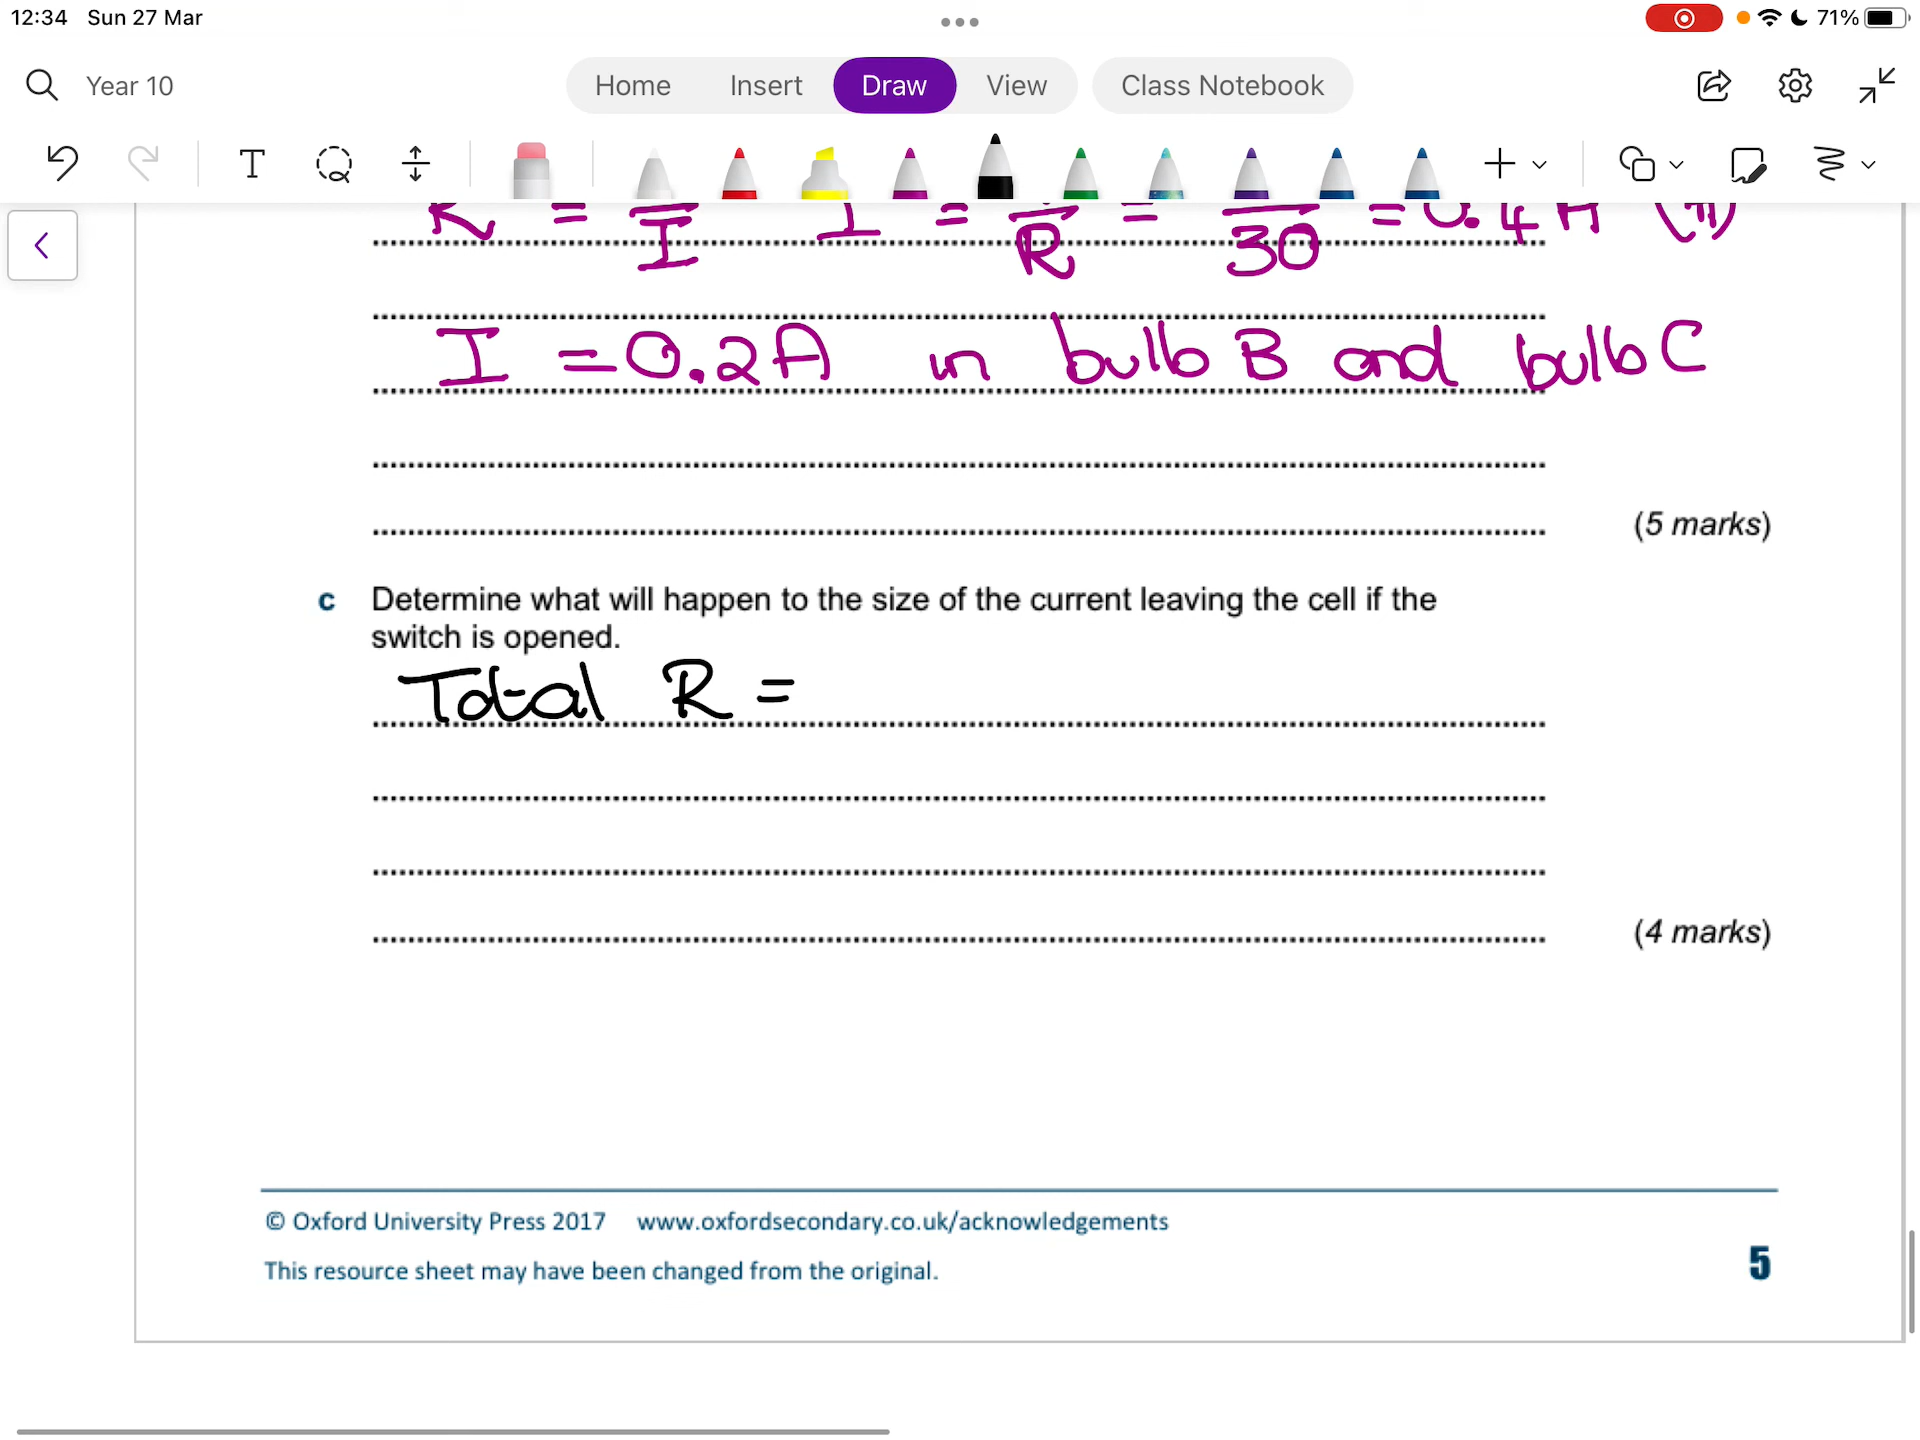 12:34 Sun 27 Mar 71%
Year 10 Home Insert Draw View Class Notebook
T
R = — I = — = — = 0.4A
I R 30
I = 0.2A in bulb B and bulb C
(5 marks)
c Determine what will happen to the size of the current leaving the cell if the
switch is opened.
Total R =
(4 marks)
© Oxford University Press 2017 www.oxfordsecondary.co.uk/acknowledgements
This resource sheet may have been changed from the original.
5